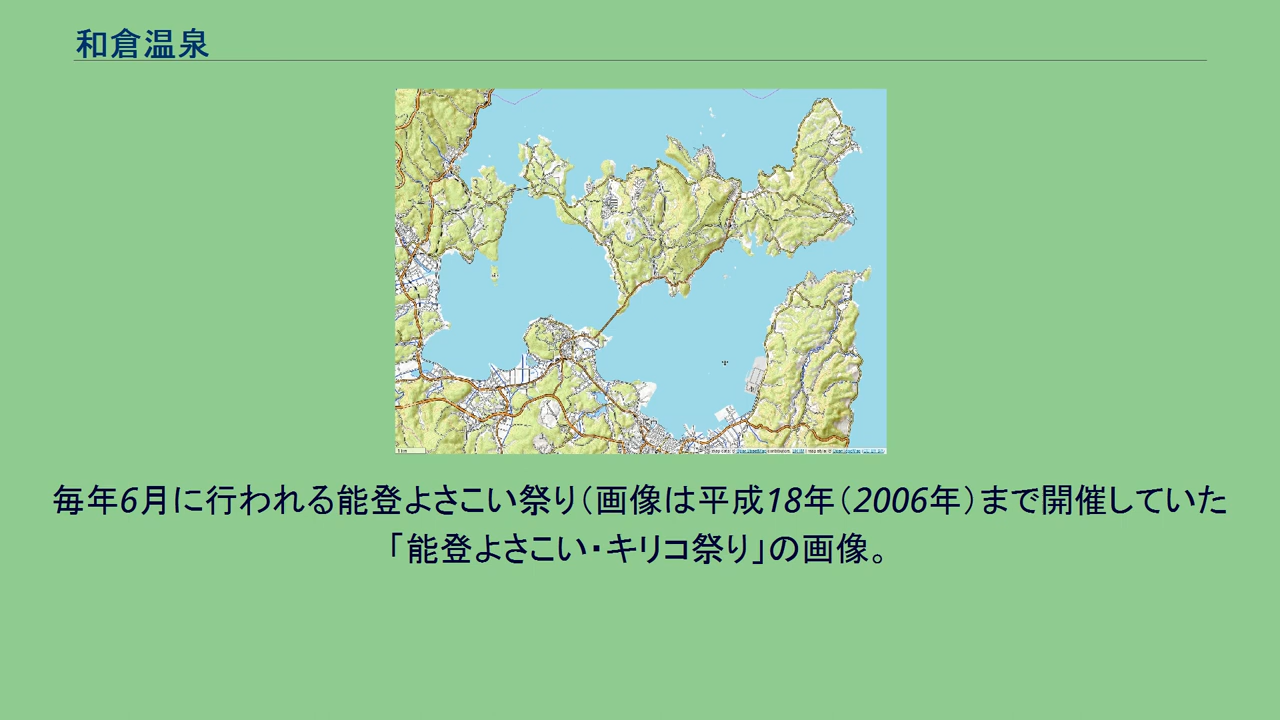 和倉温泉
毎年6月に行われる能登よさこい祭り（画像は平成18年（2006年）まで開催していた
「能登よさこい・キリコ祭り」の画像。